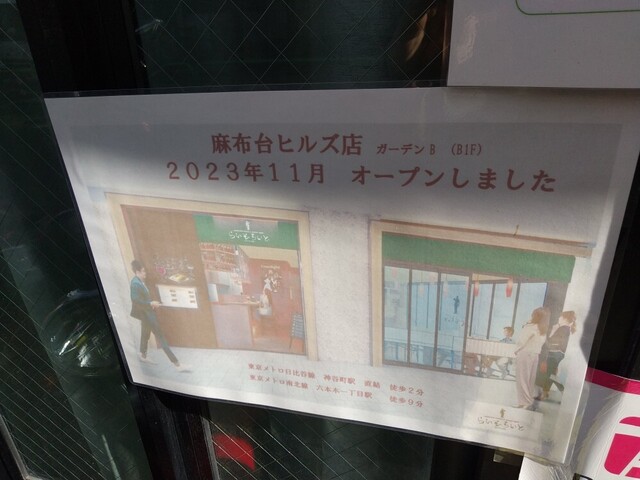 麻布台ヒルズ店 ガーデンB (B1F)
2023年11月 オープンしました
東京メトロ日比谷線 神谷町駅 直結 徒歩2分
東京メトロ南北線 六本木一丁目駅 徒歩9分